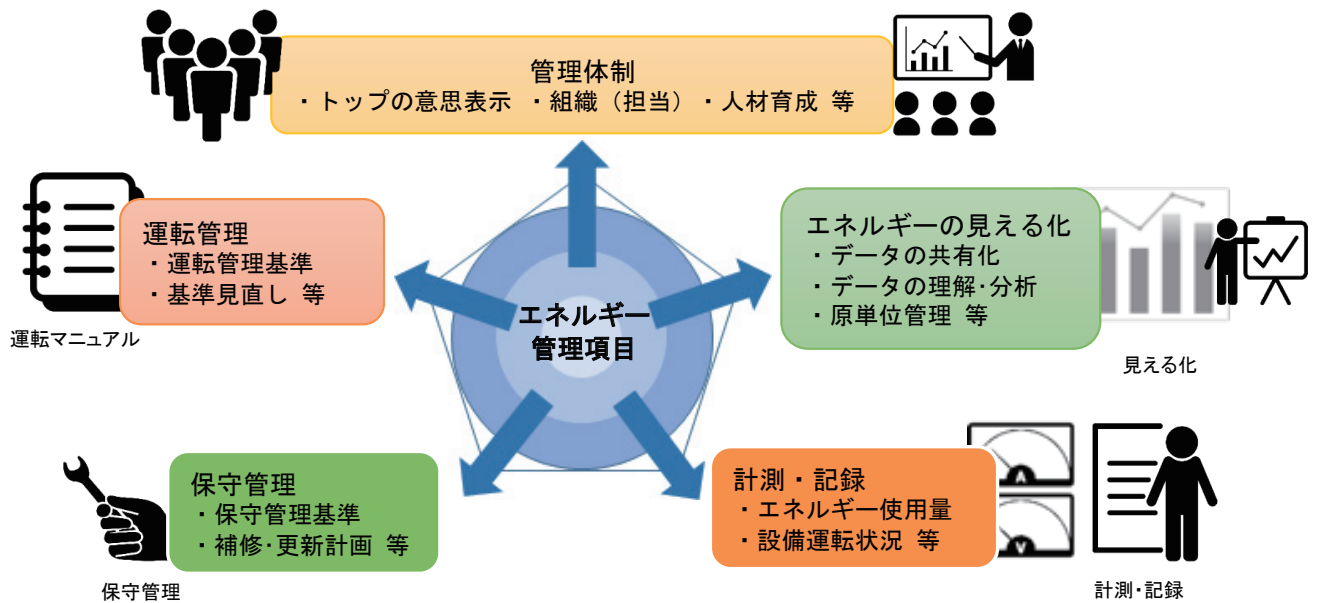 管理体制
・トップの意思表示 ・組織（担当）・人材育成 等
運転管理
・運転管理基準
・基準見直し 等
運転マニュアル
エネルギーの見える化
・データの共有化
・データの理解･分析
・原単位管理 等
見える化
エネルギー
管理項目
保守管理
・保守管理基準
・補修･更新計画 等
保守管理
計測・記録
・エネルギー使用量
・設備運転状況 等
A
V
計測･記録